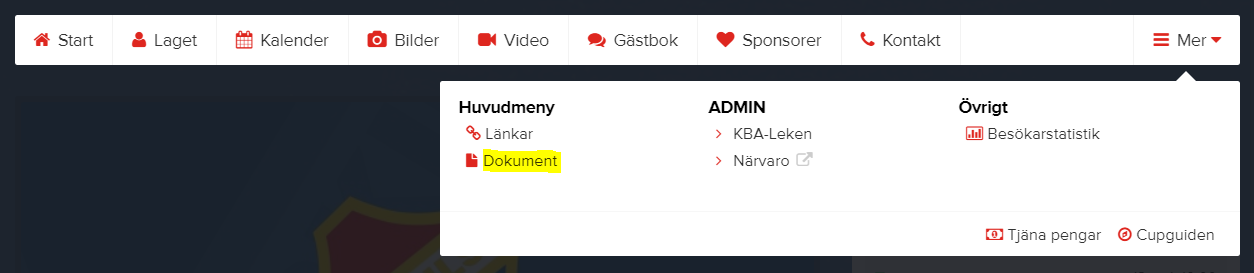 Start Laget Kalender Bilder Video Gästbok Sponsorer Kontakt Mer
Huvudmeny ADMIN Övrigt
Länkar KBA-Leken Besökarstatistik
Dokument Närvaro
Tjäna pengar Cupguiden